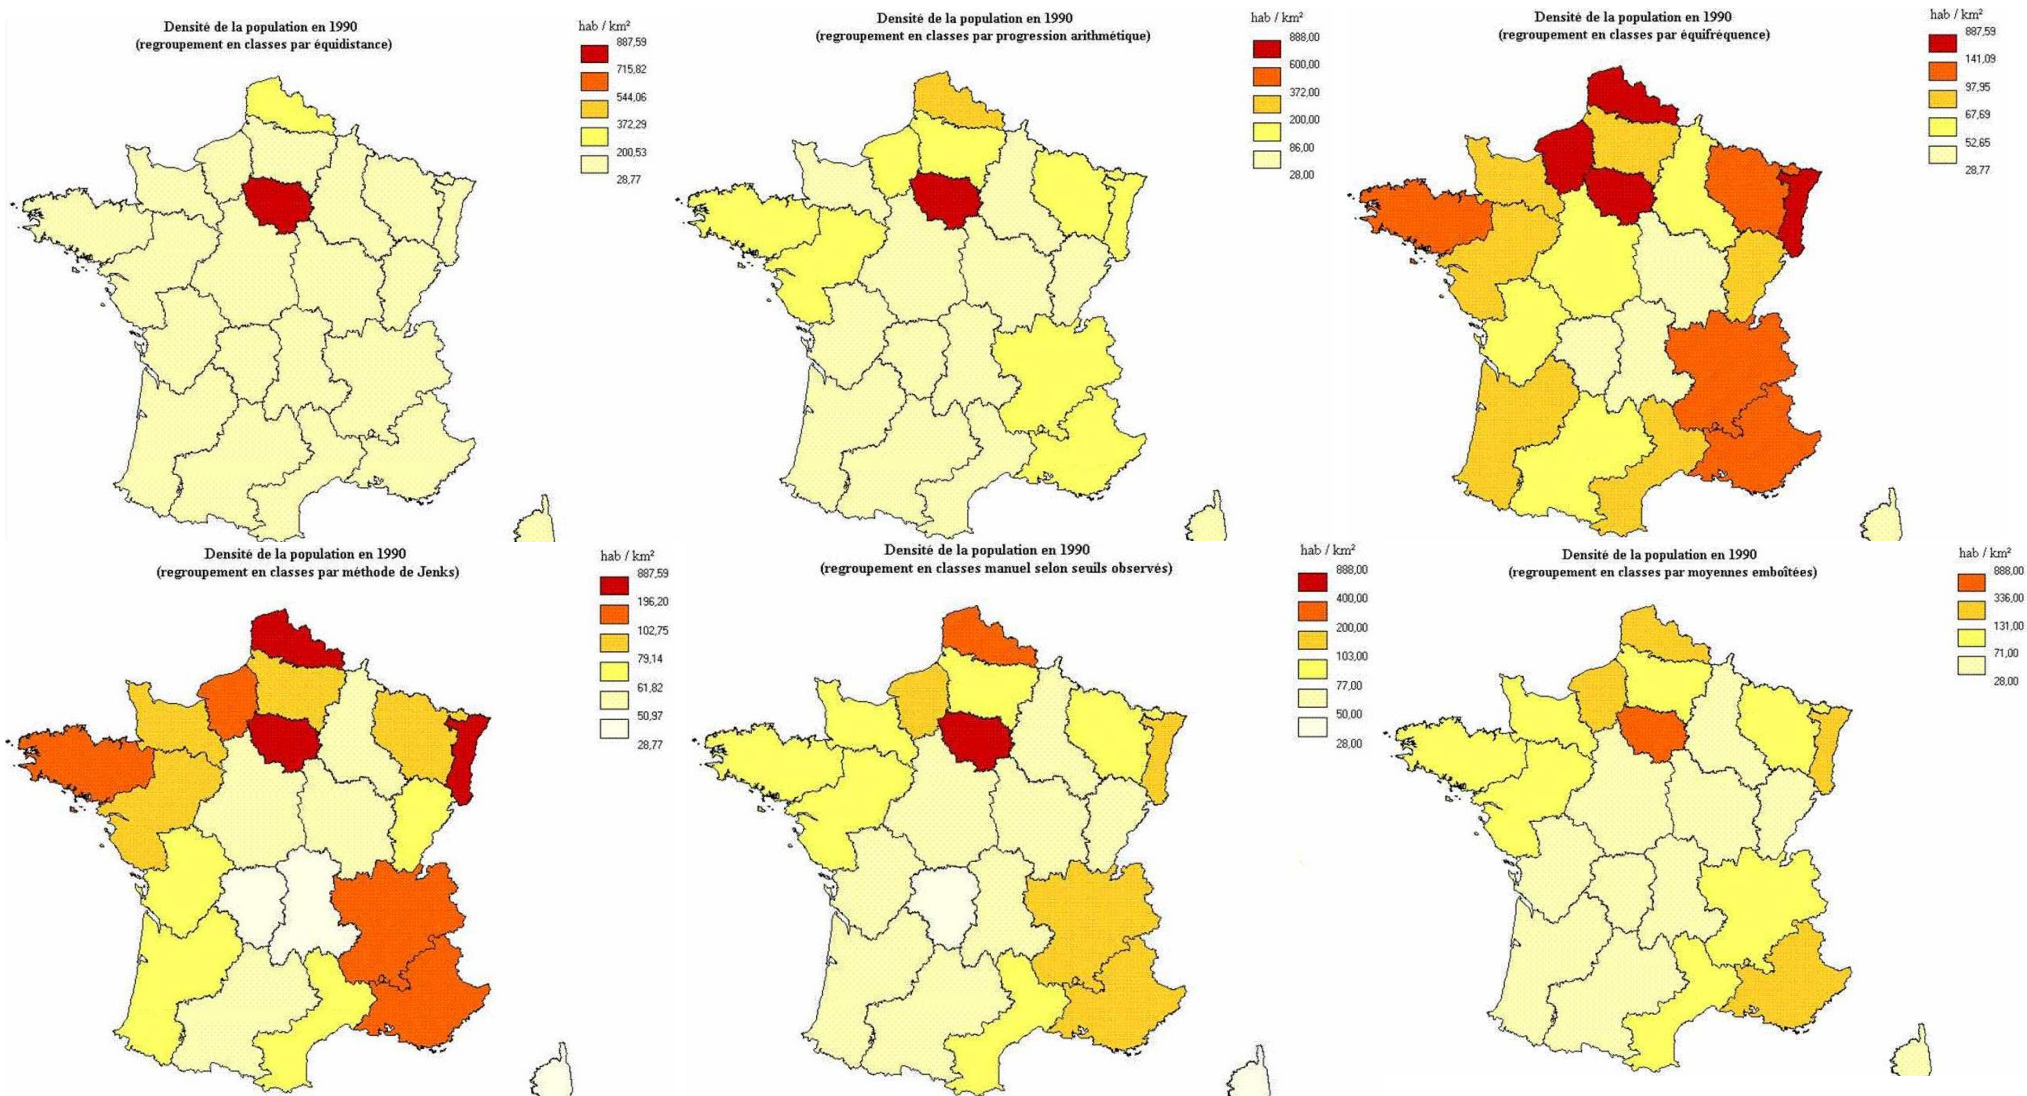 Densité de la population en 1990
(regroupement en classes par équidistance)
hab / km²
887,59
715,82
544,06
372,29
200,53
28,77
Densité de la population en 1990
(regroupement en classes par progression arithmétique)
hab / km²
888,00
600,00
372,00
200,00
86,00
28,00
Densité de la population en 1990
(regroupement en classes par équifréquence)
hab / km²
887,59
141,09
97,95
67,69
52,65
28,77
Densité de la population en 1990
(regroupement en classes par méthode de Jenks)
hab / km²
887,59
196,20
102,75
79,14
61,82
50,97
28,77
Densité de la population en 1990
(regroupement en classes manuel selon seuils observés)
hab / km²
888,00
400,00
200,00
103,00
77,00
50,00
28,00
Densité de la population en 1990
(regroupement en classes par moyennes emboîtées)
hab / km²
888,00
336,00
131,00
71,00
28,00